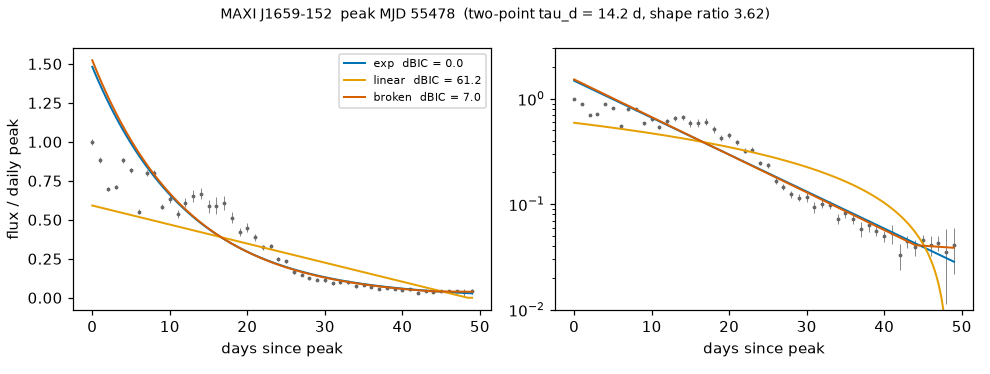 MAXI J1659-152  peak MJD 55478  (two-point tau_d = 14.2 d, shape ratio 3.62)
flux / daily peak
1.50
1.25
1.00
0.75
0.50
0.25
0.00
exp  dBIC = 0.0
linear  dBIC = 61.2
broken  dBIC = 7.0
0 10 20 30 40 50
days since peak
10⁰
10⁻¹
10⁻²
0 10 20 30 40 50
days since peak